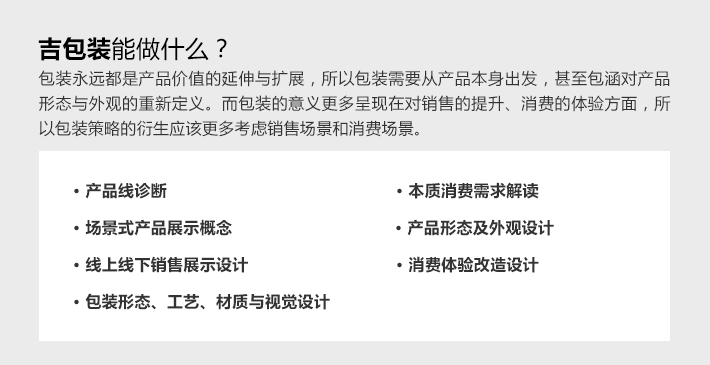 吉包装能做什么？
包装永远都是产品价值的延伸与扩展，所以包装需要从产品本身出发，甚至包涵对产品
形态与外观的重新定义。而包装的意义更多呈现在对销售的提升、消费的体验方面，所
以包装策略的衍生应该更多考虑销售场景和消费场景。
• 产品线诊断
• 本质消费需求解读
• 场景式产品展示概念
• 产品形态及外观设计
• 线上线下销售展示设计
• 消费体验改造设计
• 包装形态、工艺、材质与视觉设计